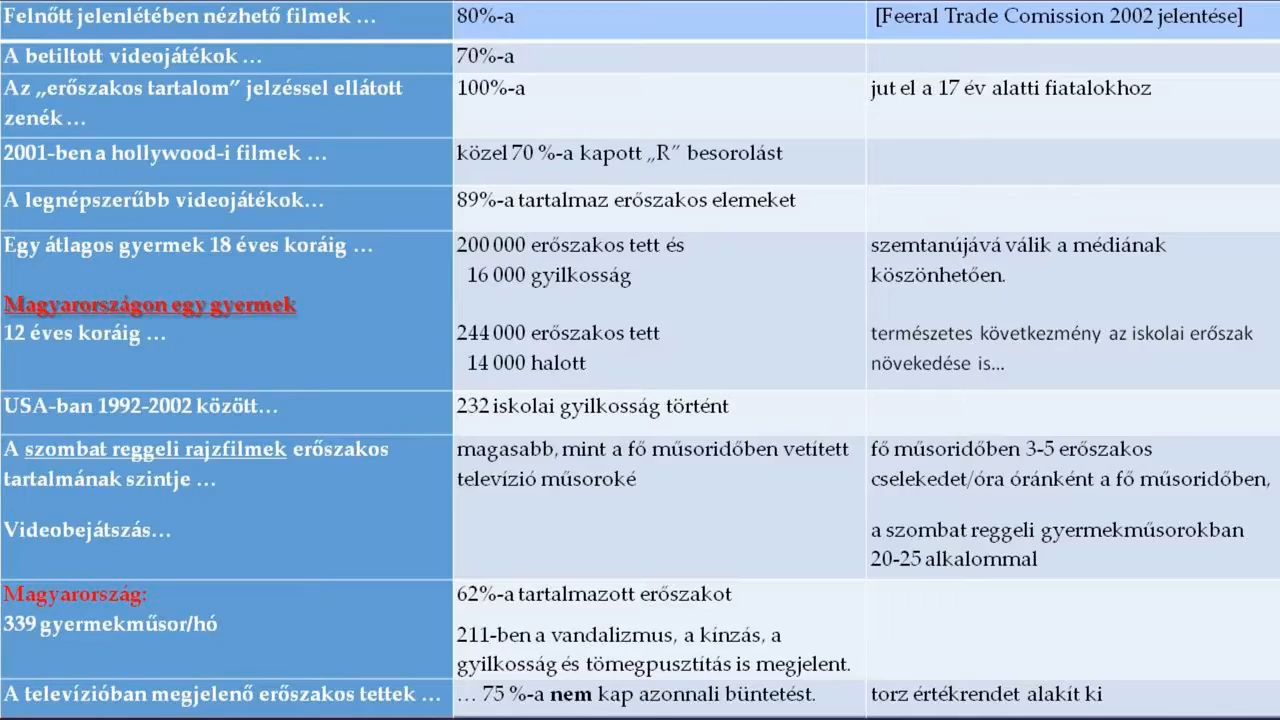 Felnőtt jelenlétében nézhető filmek … 80%-a [Feeral Trade Comission 2002 jelentése]
A betiltott videojátékok … 70%-a
Az „erőszakos tartalom” jelzéssel ellátott 100%-a jut el a 17 év alatti fiatalokhoz
zenék …
2001-ben a hollywood-i filmek … közel 70 %-a kapott „R” besorolást
A legnépszerűbb videojátékok… 89%-a tartalmaz erőszakos elemeket
Egy átlagos gyermek 18 éves koráig … 200 000 erőszakos tett és szemtanújává válik a médiának
16 000 gyilkosság köszönhetően.
Magyarországon egy gyermek
12 éves koráig … 244 000 erőszakos tett természetes következmény az iskolai erőszak
14 000 halott növekedése is…
USA-ban 1992-2002 között… 232 iskolai gyilkosság történt
A szombat reggeli rajzfilmek erőszakos magasabb, mint a fő műsoridőben vetített fő műsoridőben 3-5 erőszakos
tartalmának szintje … televízió műsoroké cselekedet/óra óránként a fő műsoridőben,
Videobejátszás… a szombat reggeli gyermekműsorokban
20-25 alkalommal
Magyarország: 62%-a tartalmazott erőszakot
339 gyermekműsor/hó
211-ben a vandalizmus, a kínzás, a
gyilkosság és tömegpusztítás is megjelent.
A televízióban megjelenő erőszakos tettek … … 75 %-a nem kap azonnali büntetést. torz értékrendet alakít ki